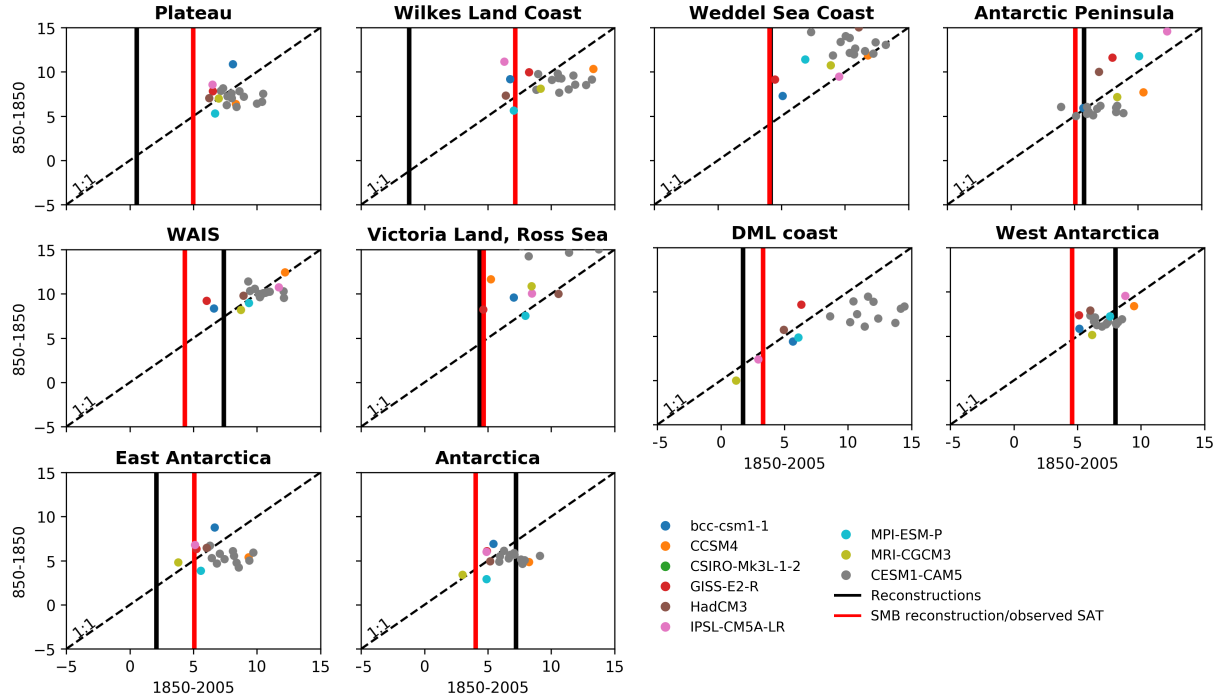 Plateau Wilkes Land Coast Weddel Sea Coast Antarctic Peninsula
15
10
5
0
−5
850-1850
1:1 1:1 1:1 1:1
WAIS Victoria Land, Ross Sea DML coast West Antarctica
15
10
5
0
−5
850-1850
1:1 1:1 1:1 1:1
-5 0 5 10 15 -5 0 5 10 15
1850-2005 1850-2005
East Antarctica Antarctica
15
10
5
0
−5
850-1850
1:1 1:1
−5 0 5 10 15 −5 0 5 10 15
1850-2005 1850-2005
bcc-csm1-1
CCSM4
CSIRO-Mk3L-1-2
GISS-E2-R
HadCM3
IPSL-CM5A-LR
MPI-ESM-P
MRI-CGCM3
CESM1-CAM5
Reconstructions
SMB reconstruction/observed SAT